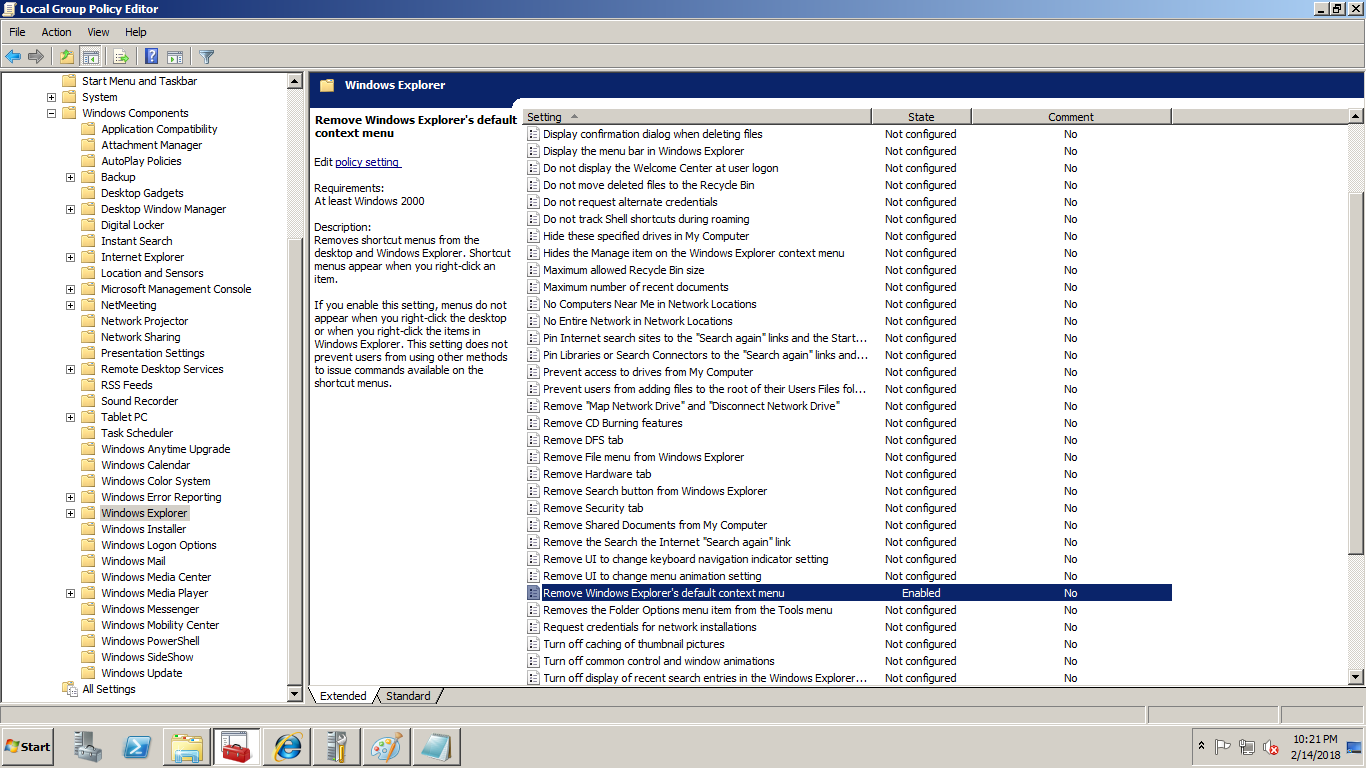 Local Group Policy Editor
File Action View Help
Start Menu and Taskbar
System
Windows Components
Application Compatibility
Attachment Manager
AutoPlay Policies
Backup
Desktop Gadgets
Desktop Window Manager
Digital Locker
Instant Search
Internet Explorer
Location and Sensors
Microsoft Management Console
NetMeeting
Network Projector
Network Sharing
Presentation Settings
Remote Desktop Services
RSS Feeds
Sound Recorder
Tablet PC
Task Scheduler
Windows Anytime Upgrade
Windows Calendar
Windows Color System
Windows Error Reporting
Windows Explorer
Windows Installer
Windows Logon Options
Windows Mail
Windows Media Center
Windows Media Player
Windows Messenger
Windows Mobility Center
Windows PowerShell
Windows SideShow
Windows Update
All Settings
Windows Explorer
Remove Windows Explorer's default
context menu
Edit policy setting
Requirements:
At least Windows 2000
Description:
Removes shortcut menus from the
desktop and Windows Explorer. Shortcut
menus appear when you right-click an
item.
If you enable this setting, menus do not
appear when you right-click the desktop
or when you right-click the items in
Windows Explorer. This setting does not
prevent users from using other methods
to issue commands available on the
shortcut menus.
Setting State Comment
Display confirmation dialog when deleting files Not configured No
Display the menu bar in Windows Explorer Not configured No
Do not display the Welcome Center at user logon Not configured No
Do not move deleted files to the Recycle Bin Not configured No
Do not request alternate credentials Not configured No
Do not track Shell shortcuts during roaming Not configured No
Hide these specified drives in My Computer Not configured No
Hides the Manage item on the Windows Explorer context menu Not configured No
Maximum allowed Recycle Bin size Not configured No
Maximum number of recent documents Not configured No
No Computers Near Me in Network Locations Not configured No
No Entire Network in Network Locations Not configured No
Pin Internet search sites to the "Search again" links and the Start... Not configured No
Pin Libraries or Search Connectors to the "Search again" links and... Not configured No
Prevent access to drives from My Computer Not configured No
Prevent users from adding files to the root of their Users Files fol... Not configured No
Remove "Map Network Drive" and "Disconnect Network Drive" Not configured No
Remove CD Burning features Not configured No
Remove DFS tab Not configured No
Remove File menu from Windows Explorer Not configured No
Remove Hardware tab Not configured No
Remove Search button from Windows Explorer Not configured No
Remove Security tab Not configured No
Remove Shared Documents from My Computer Not configured No
Remove the Search the Internet "Search again" link Not configured No
Remove UI to change keyboard navigation indicator setting Not configured No
Remove UI to change menu animation setting Not configured No
Remove Windows Explorer's default context menu Enabled No
Removes the Folder Options menu item from the Tools menu Not configured No
Request credentials for network installations Not configured No
Turn off caching of thumbnail pictures Not configured No
Turn off common control and window animations Not configured No
Turn off display of recent search entries in the Windows Explorer... Not configured No
Extended Standard
Start
10:21 PM
2/14/2018